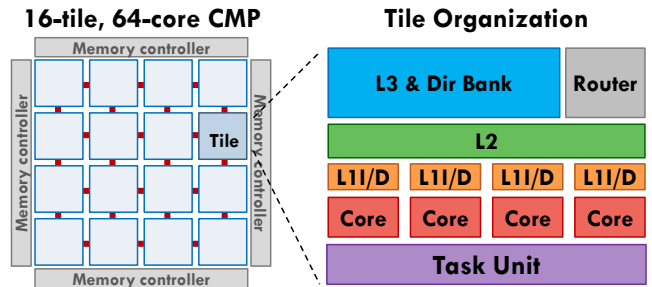 16-tile, 64-core CMP
Memory controller
Memory controller
Memory controller
Tile
Memory controller
Tile Organization
L3 & Dir Bank
Router
L2
L1I/D
L1I/D
L1I/D
L1I/D
Core
Core
Core
Core
Task Unit